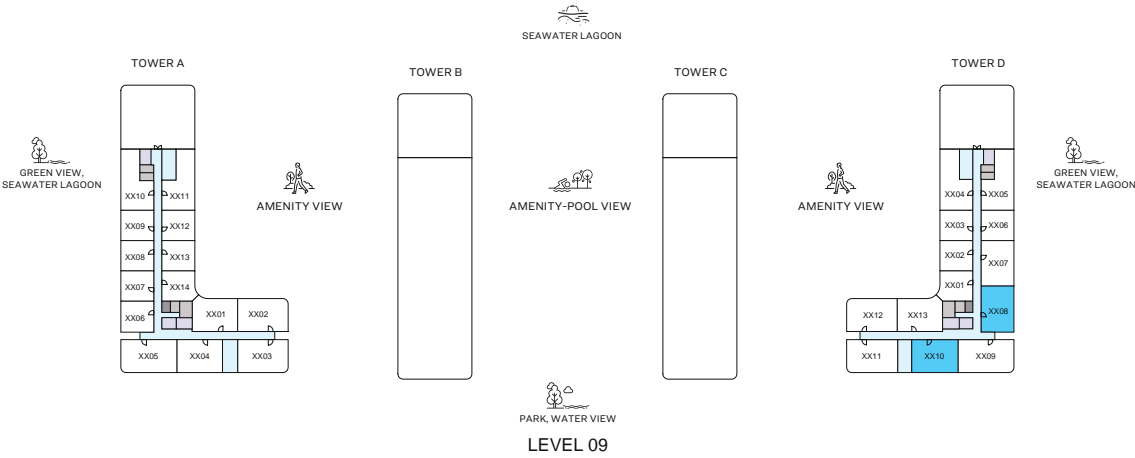 SEAWATER LAGOON
TOWER A
TOWER B
TOWER C
TOWER D
GREEN VIEW,
SEAWATER LAGOON
AMENITY VIEW
AMENITY-POOL VIEW
AMENITY VIEW
GREEN VIEW,
SEAWATER LAGOON
XX10 XX11
XX09 XX12
XX08 XX13
XX07 XX14
XX06 XX01 XX02
XX05 XX04 XX03
XX04 XX05
XX03 XX06
XX02 XX07
XX01
XX08
XX12 XX13
XX11 XX10 XX09
PARK, WATER VIEW
LEVEL 09